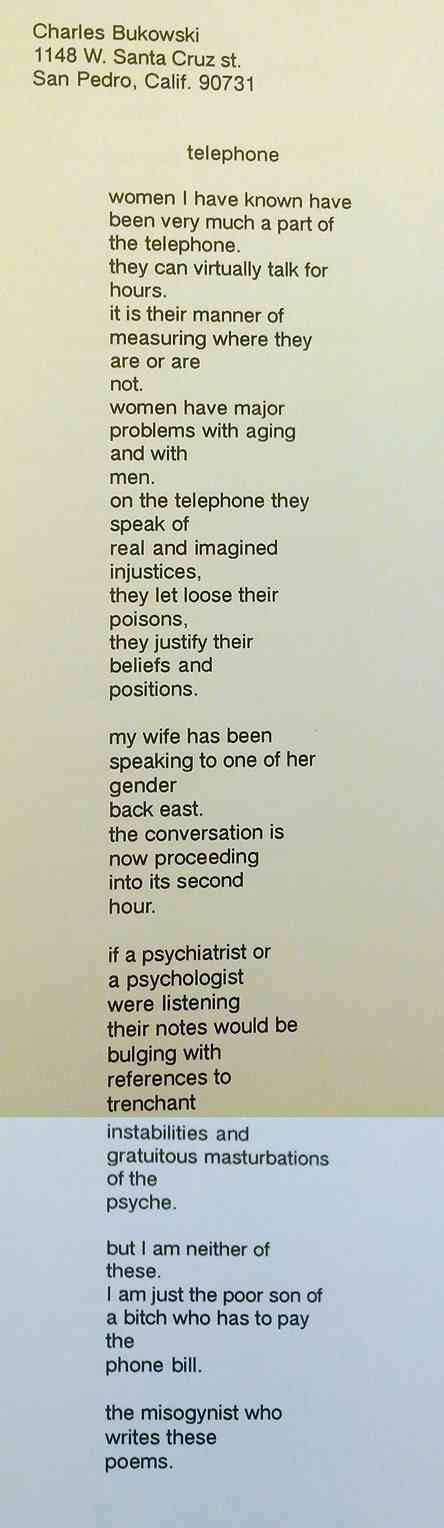 Charles Bukowski
1148 W. Santa Cruz st.
San Pedro, Calif. 90731
telephone
women I have known have
been very much a part of
the telephone.
they can virtually talk for
hours.
it is their manner of
measuring where they
are or are
not.
women have major
problems with aging
and with
men.
on the telephone they
speak of
real and imagined
injustices,
they let loose their
poisons,
they justify their
beliefs and
positions.
my wife has been
speaking to one of her
gender
back east.
the conversation is
now proceeding
into its second
hour.
if a psychiatrist or
a psychologist
were listening
their notes would be
bulging with
references to
trenchant
instabilities and
gratuitous masturbations
of the
psyche.
but I am neither of
these.
I am just the poor son of
a bitch who has to pay
the
phone bill.
the misogynist who
writes these
poems.